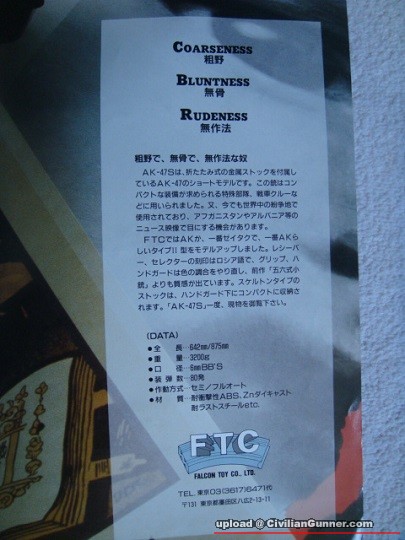 COARSENESS
粗野
BLUNTNESS
無骨
RUDENESS
無作法
粗野で、無骨で、無作法な奴
AK-47Sは、折たたみ式の金属ストックを付属
しているAK-47のショートモデルです。この銃はコン
パクトな装備が求められる特殊部隊、戦車クルーな
どに用いられました。又、今でも世界中の紛争地で
使用されており、アフガニスタンやアルバニア等の
ニュース映像で目にする機会があります。
FTCではAKか、一番セイタクで、一番AKら
しいタイプII型をモデルアップしました。レシーバ
ー、セレクターの刻印はロシア語で、グリップ、ハ
ンドガードは色の調合をやり直し、前作「五六式小
銃」よりも質感が出ています。スケルトンタイプの
ストックは、ハンドガード下にコンパクトに収納さ
れます。「AK-47S」一度、現物を御覧下さい。
(DATA)
●全 長…642mm/875mm
●重 量…3200g
●口 径…6mmBB'S
●装弾数…80発
●作動方式…セミ/フルオート
●材 質…耐衝撃性ABS、Znダイキャスト
耐ラストスチールetc.
FTC
FALCON TOY CO., LTD.
TEL. 東京03(3617)6471代
〒131 東京都墨田区八広2-13-11
upload @ CivilianGunner.com